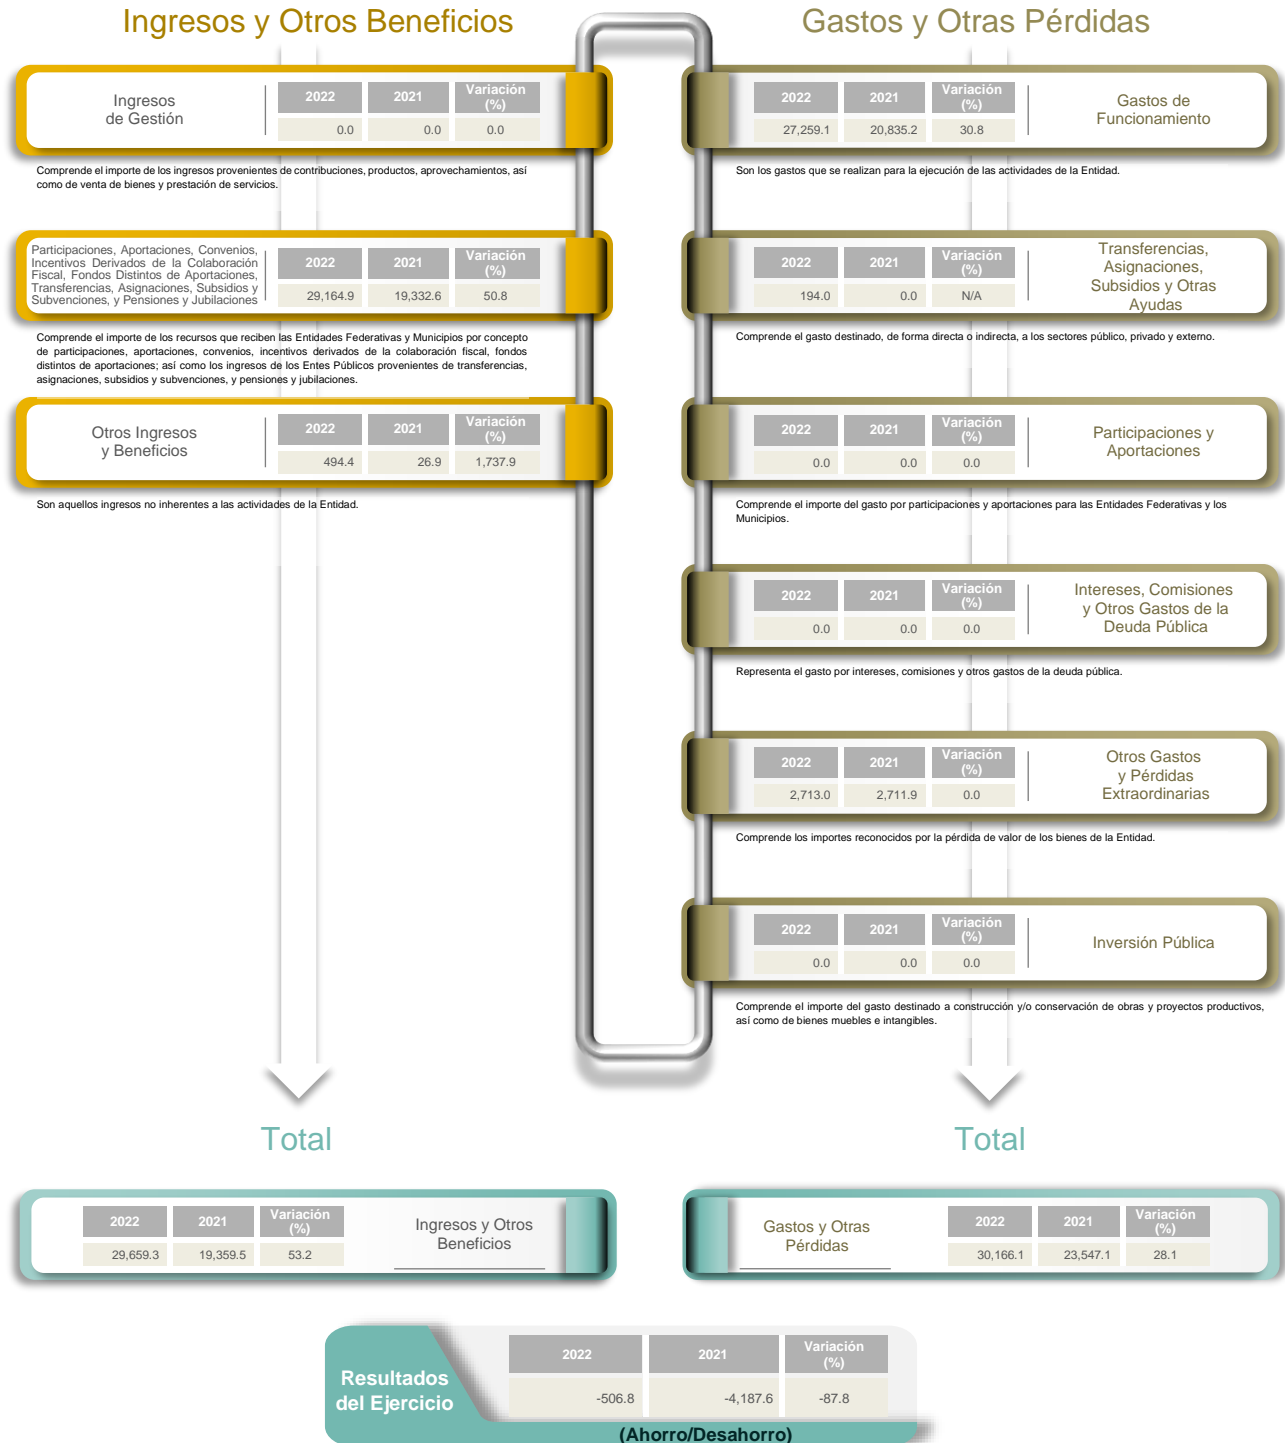 Ingresos y Otros Beneficios
Ingresos
de Gestión
2022 2021 Variación (%)
0.0 0.0 0.0
Comprende el importe de los ingresos provenientes de contribuciones, productos, aprovechamientos, así
como de venta de bienes y prestación de servicios.
Participaciones, Aportaciones, Convenios,
Incentivos Derivados de la Colaboración
Fiscal, Fondos Distintos de Aportaciones,
Transferencias, Asignaciones, Subsidios y
Subvenciones, y Pensiones y Jubilaciones
2022 2021 Variación (%)
29,164.9 19,332.6 50.8
Comprende el importe de los recursos que reciben las Entidades Federativas y Municipios por concepto
de participaciones, aportaciones, convenios, incentivos derivados de la colaboración fiscal, fondos
distintos de aportaciones; así como los ingresos de los Entes Públicos provenientes de transferencias,
asignaciones, subsidios y subvenciones, y pensiones y jubilaciones.
Otros Ingresos
y Beneficios
2022 2021 Variación (%)
494.4 26.9 1,737.9
Son aquellos ingresos no inherentes a las actividades de la Entidad.
Gastos y Otras Pérdidas
2022 2021 Variación (%)
27,259.1 20,835.2 30.8
Gastos de
Funcionamiento
Son los gastos que se realizan para la ejecución de las actividades de la Entidad.
2022 2021 Variación (%)
194.0 0.0 N/A
Transferencias,
Asignaciones,
Subsidios y Otras
Ayudas
Comprende el gasto destinado, de forma directa o indirecta, a los sectores público, privado y externo.
2022 2021 Variación (%)
0.0 0.0 0.0
Participaciones y
Aportaciones
Comprende el importe del gasto por participaciones y aportaciones para las Entidades Federativas y los
Municipios.
2022 2021 Variación (%)
0.0 0.0 0.0
Intereses, Comisiones
y Otros Gastos de la
Deuda Pública
Representa el gasto por intereses, comisiones y otros gastos de la deuda pública.
2022 2021 Variación (%)
2,713.0 2,711.9 0.0
Otros Gastos
y Pérdidas
Extraordinarias
Comprende los importes reconocidos por la pérdida de valor de los bienes de la Entidad.
2022 2021 Variación (%)
0.0 0.0 0.0
Inversión Pública
Comprende el importe del gasto destinado a construcción y/o conservación de obras y proyectos productivos,
así como de bienes muebles e intangibles.
Total
2022 2021 Variación (%)
29,659.3 19,359.5 53.2
Ingresos y Otros
Beneficios
Total
Gastos y Otras
Pérdidas
2022 2021 Variación (%)
30,166.1 23,547.1 28.1
Resultados
del Ejercicio
2022 2021 Variación (%)
-506.8 -4,187.6 -87.8
(Ahorro/Desahorro)